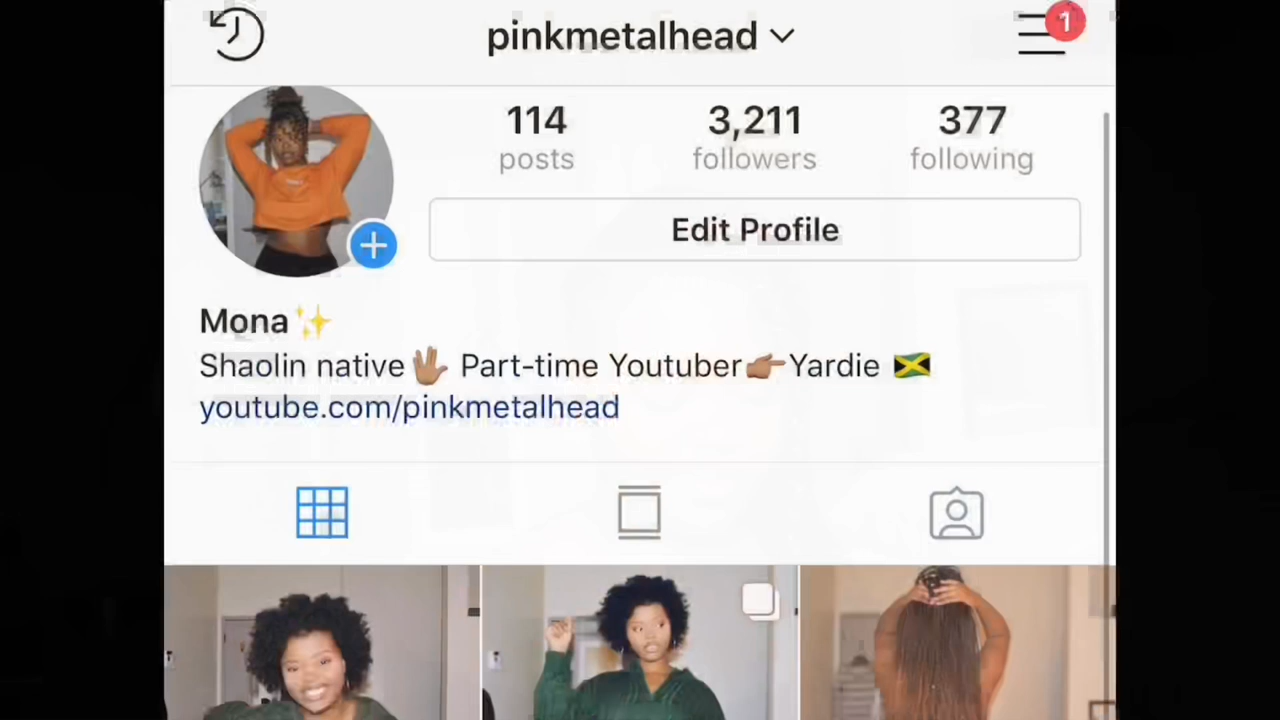 pinkmetalhead
1
114
3,211
377
posts
followers
following
Edit Profile
Mona✨
Shaolin native🖖🏽 Part-time Youtuber👉🏽Yardie 🇯🇲
youtube.com/pinkmetalhead